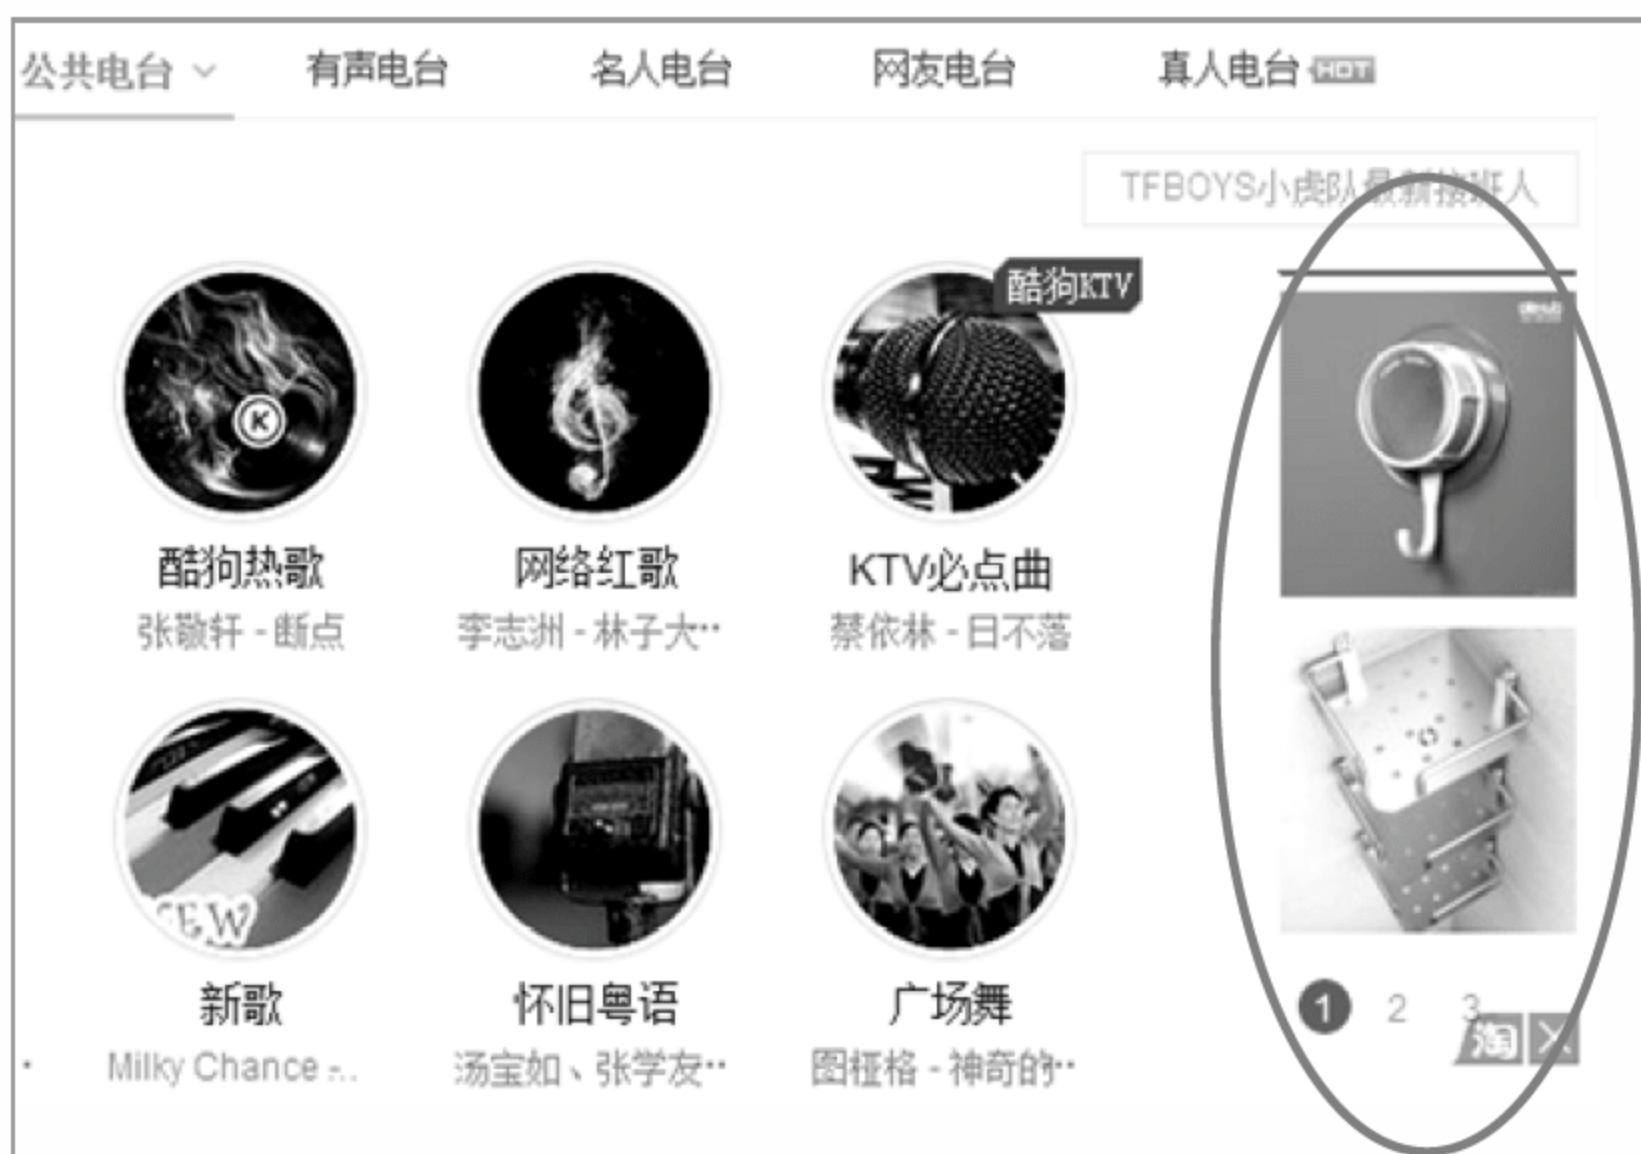 公共电台 有声电台 名人电台 网友电台 真人电台 HOT
TFBOYS小虎队最新接班人
酷狗KTV
K
酷狗热歌 网络红歌 KTV必点曲
张敬轩 - 断点 李志洲 - 林子大… 蔡依林 - 日不落
EW
新歌 怀旧粤语 广场舞
Milky Chance -... 汤宝如、张学友… 图桠格 - 神奇的…
1 2 3
淘